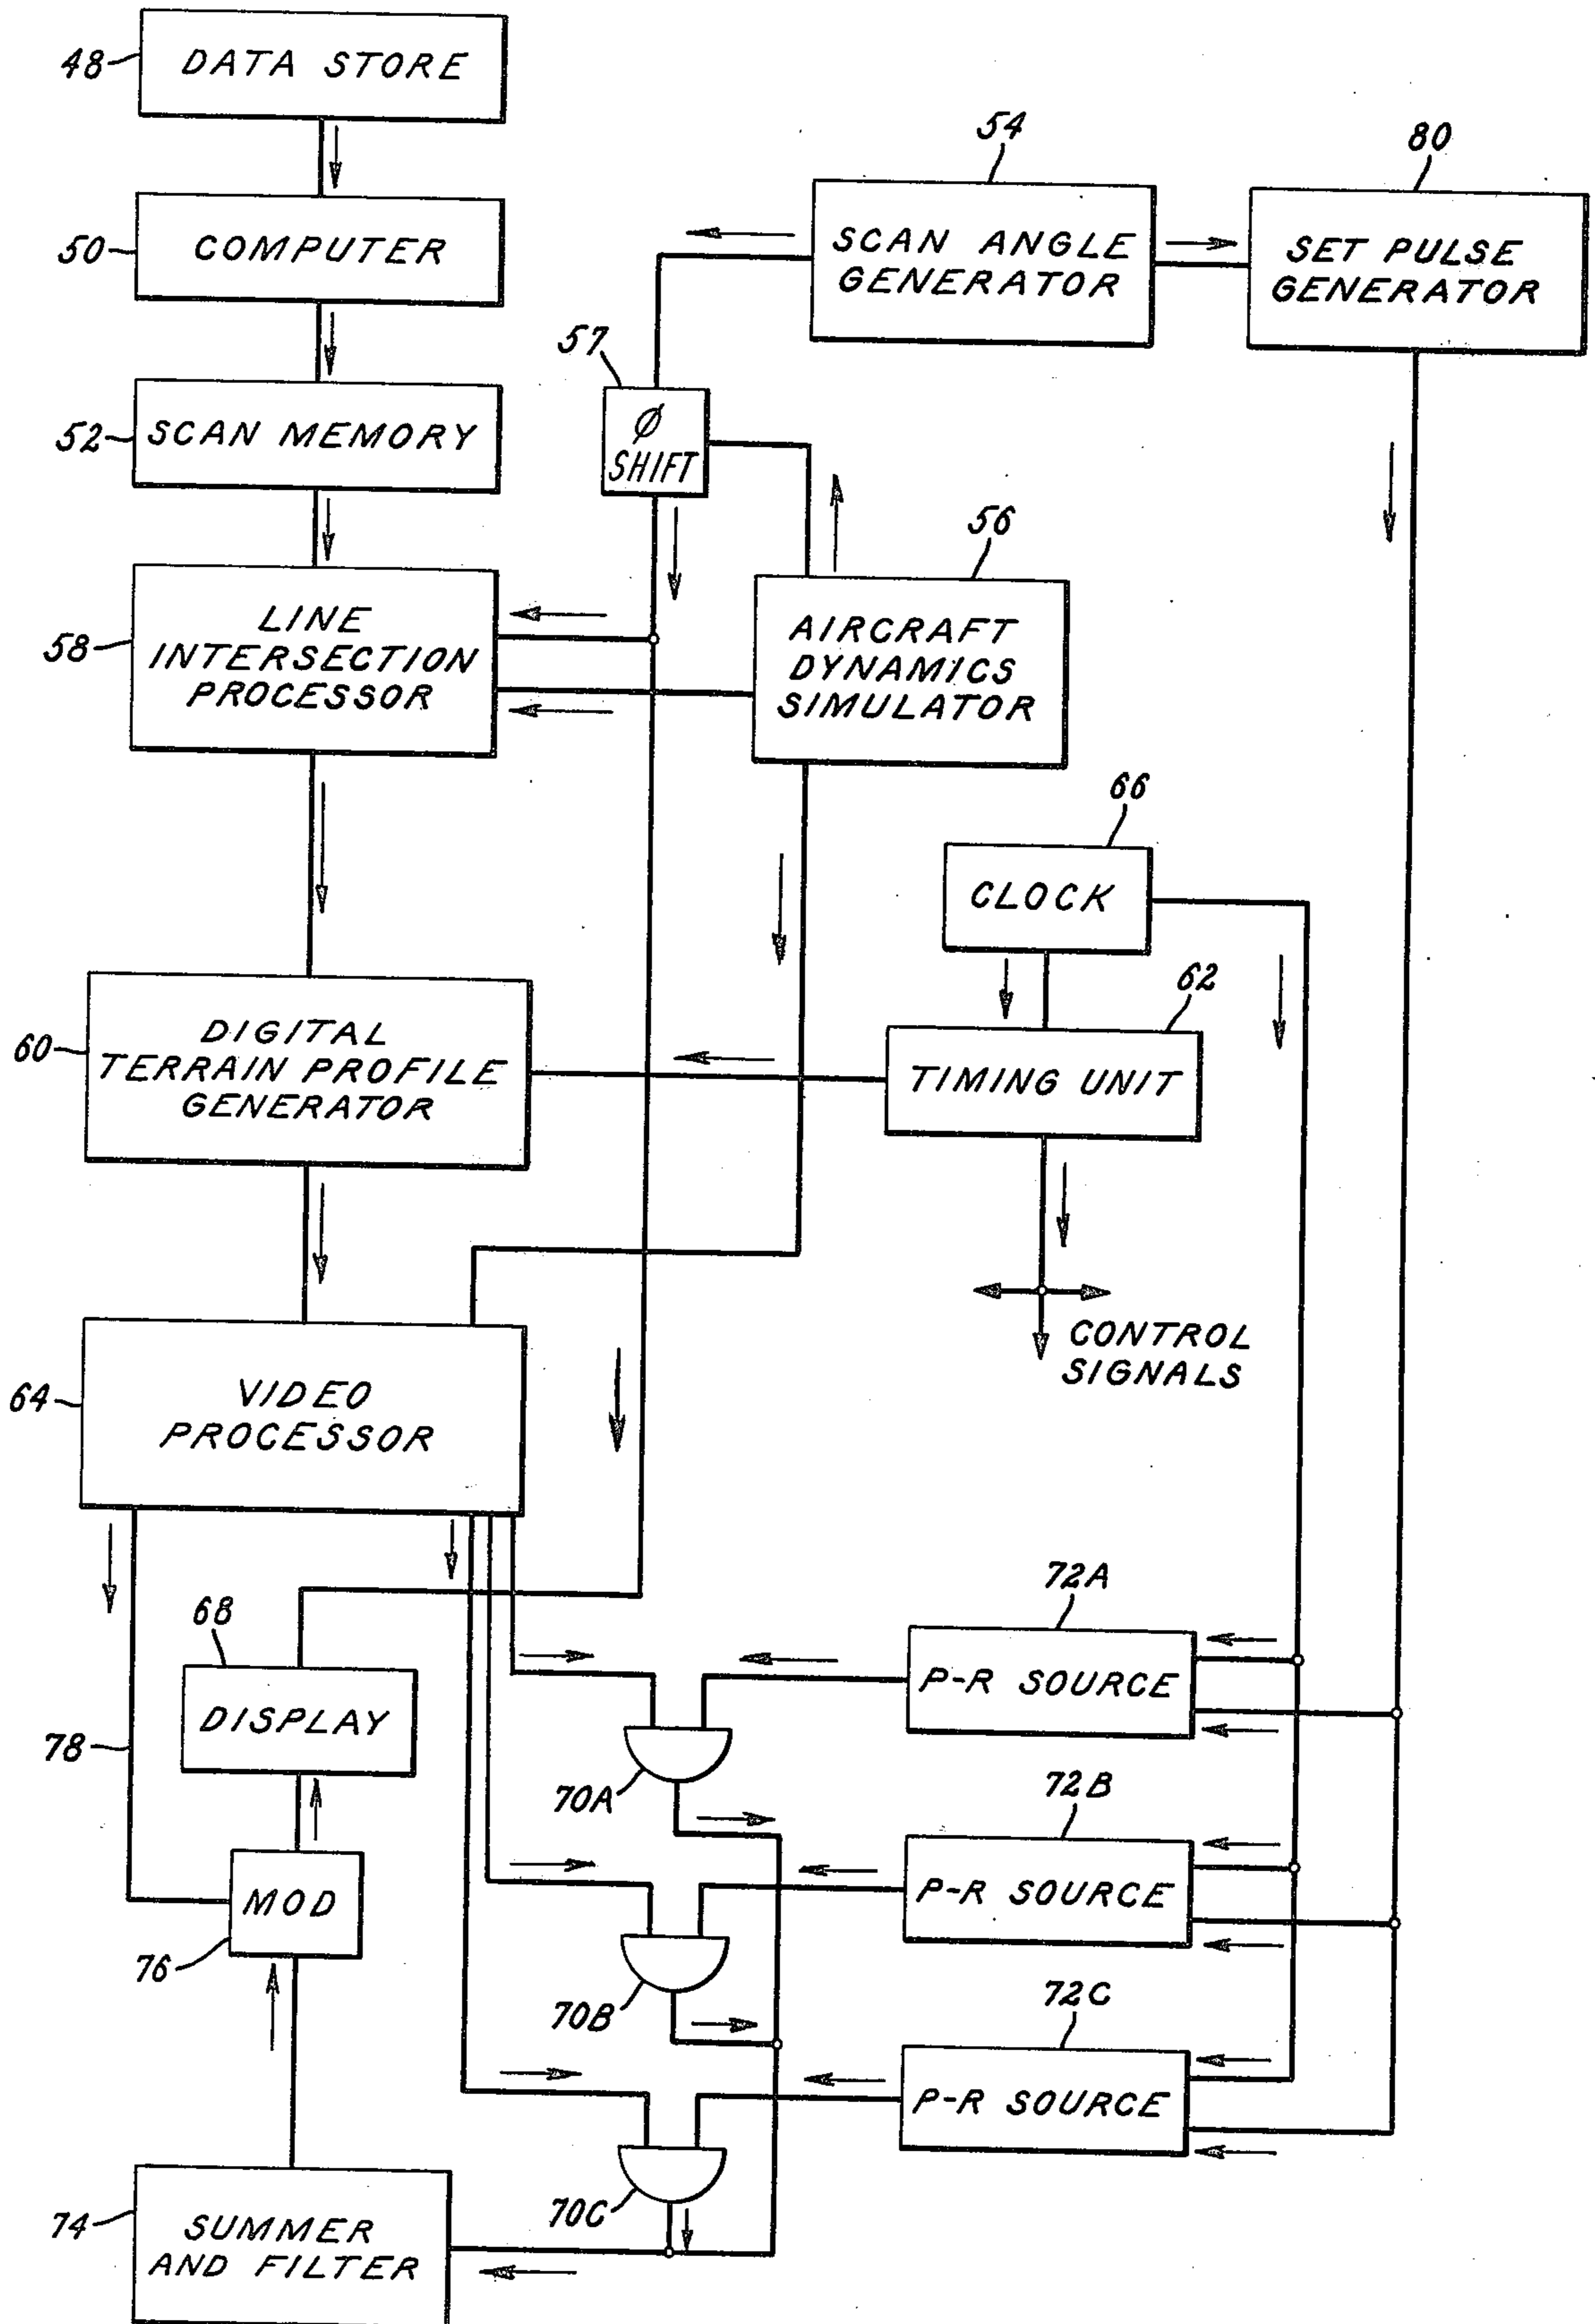 48
DATA STORE
50
COMPUTER
52
SCAN MEMORY
54
SCAN ANGLE
GENERATOR
80
SET PULSE
GENERATOR
57
Ø
SHIFT
58
LINE
INTERSECTION
PROCESSOR
56
AIRCRAFT
DYNAMICS
SIMULATOR
66
CLOCK
60
DIGITAL
TERRAIN PROFILE
GENERATOR
62
TIMING UNIT
CONTROL
SIGNALS
64
VIDEO
PROCESSOR
68
DISPLAY
78
72A
P-R SOURCE
70A
72B
P-R SOURCE
70B
MOD
76
72C
P-R SOURCE
70C
74
SUMMER
AND FILTER